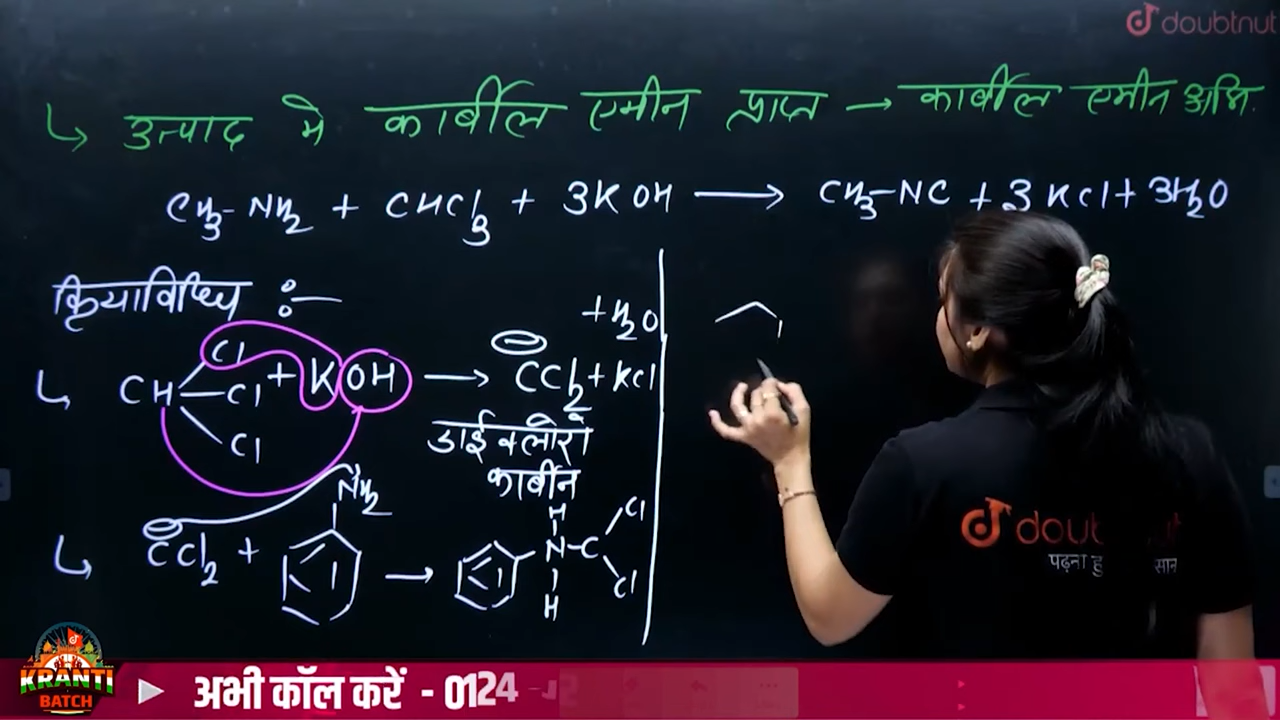 doubtnut
↳ उत्पाद मे कार्बील एमीन प्राप्त → कार्बील एमीन अभि.
CH₃-NH₂ + CHCl₃ + 3KOH ⟶ CH₃-NC + 3KCl + 3H₂O
क्रियाविधि :-
+H₂O
Cl
↳ CH Cl + KOH ⟶ CCl₂ + KCl
Cl
डाईक्लोरो
कार्बीन
NH₂
H Cl
↳ CCl₂ + → N-C
H Cl
पढ़ना हु
KRANTI
BATCH
अभी कॉल करें - 0124